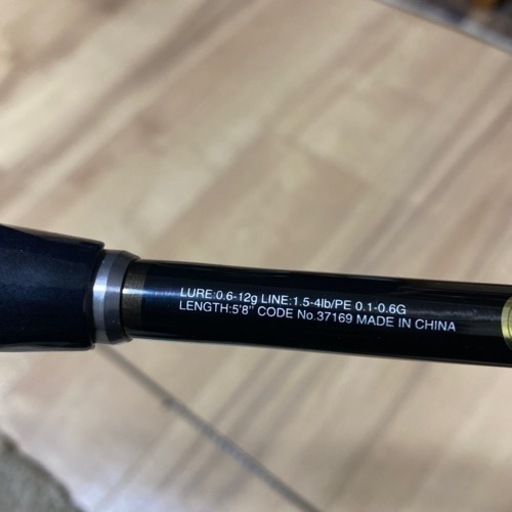 LURE:0.6-12g LINE:1.5-4lb/PE 0.1-0.6G
LENGTH:5'8" CODE No.37169 MADE IN CHINA